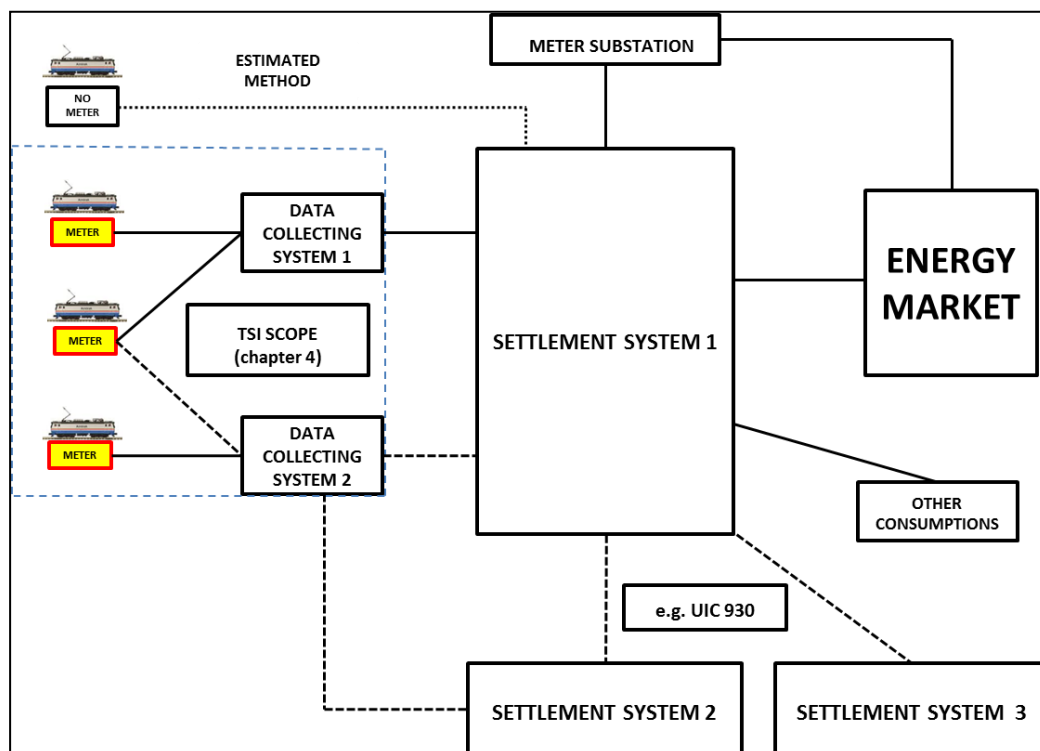 METER SUBSTATION
ESTIMATED
METHOD
NO
METER
METER
DATA
COLLECTING
SYSTEM 1
ENERGY
MARKET
METER
TSI SCOPE
(chapter 4)
SETTLEMENT SYSTEM 1
METER
DATA
COLLECTING
SYSTEM 2
OTHER
CONSUMPTIONS
e.g. UIC 930
SETTLEMENT SYSTEM 2
SETTLEMENT SYSTEM 3